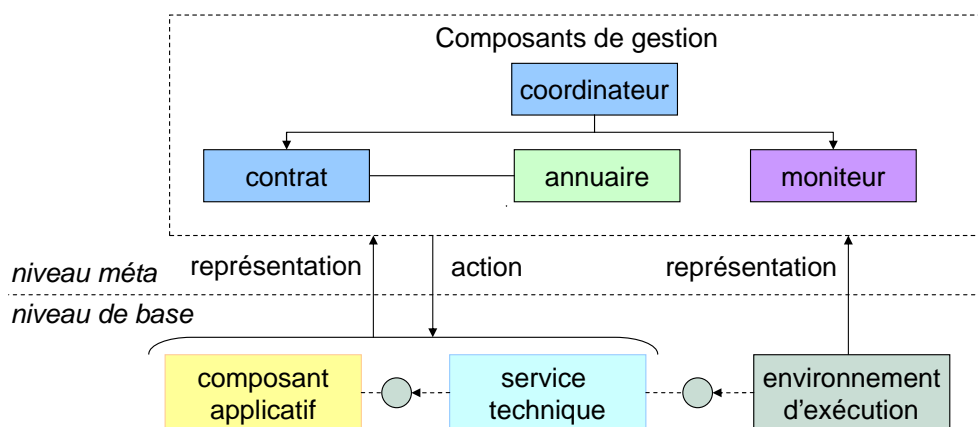 Composants de gestion
coordinateur
contrat
annuaire
moniteur
représentation
action
représentation
niveau méta
niveau de base
composant
applicatif
service
technique
environnement
d'exécution